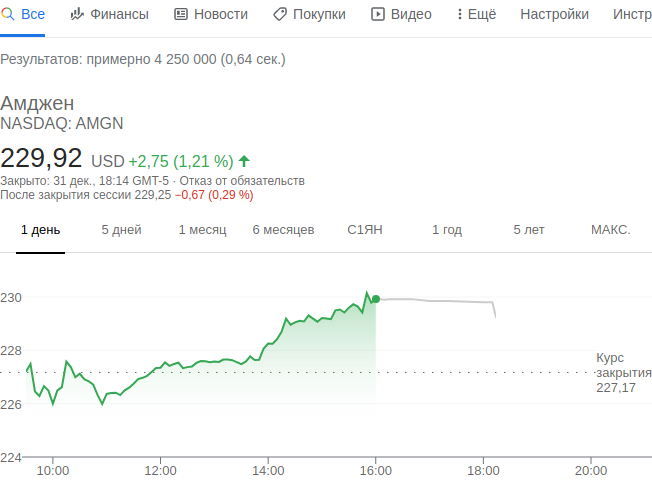 Все Финансы Новости Покупки Видео Ещё Настройки Инстр
Результатов: примерно 4 250 000 (0,64 сек.)
Амджен
NASDAQ: AMGN
229,92 USD +2,75 (1,21 %)
Закрыто: 31 дек., 18:14 GMT-5 · Отказ от обязательств
После закрытия сессии 229,25 −0,67 (0,29 %)
1 день 5 дней 1 месяц 6 месяцев С1ЯН 1 год 5 лет МАКС.
230
228
Курс
закрытия
227,17
226
224
10:00 12:00 14:00 16:00 18:00 20:00